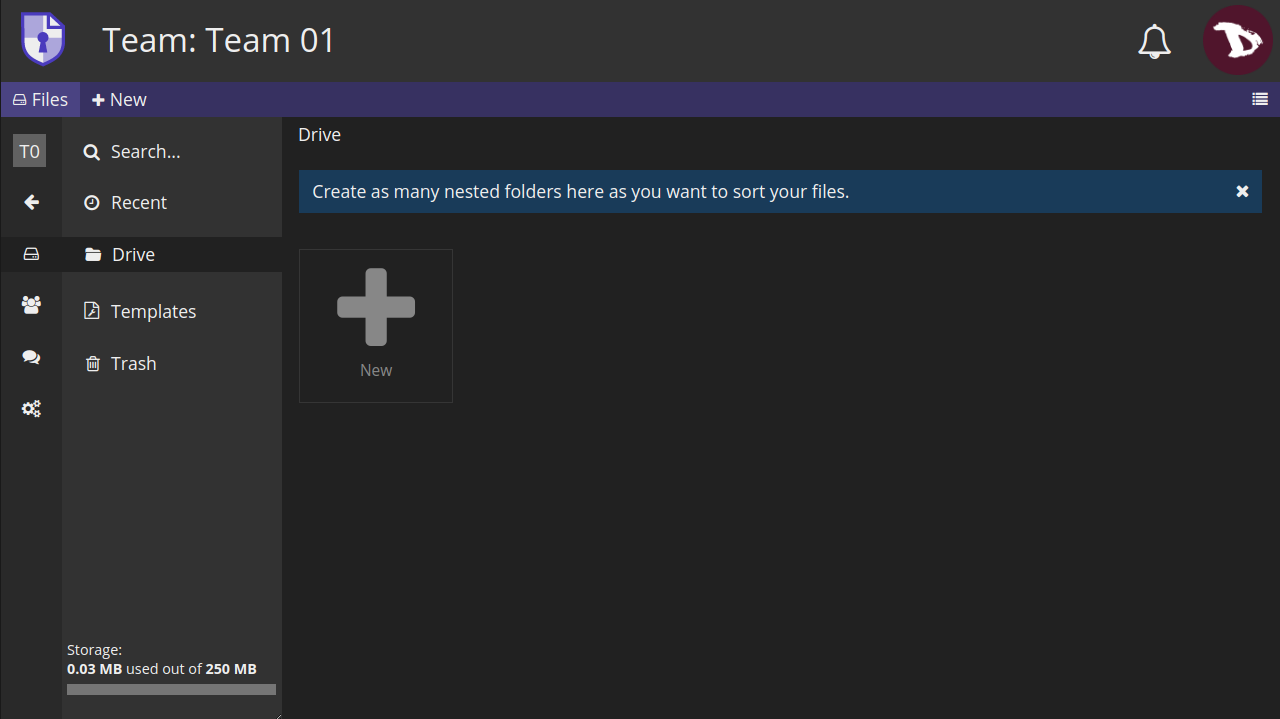 Team: Team 01
Files
New
T0
Search...
Recent
Drive
Templates
Trash
Storage:
0.03 MB used out of 250 MB
Drive
Create as many nested folders here as you want to sort your files.
New